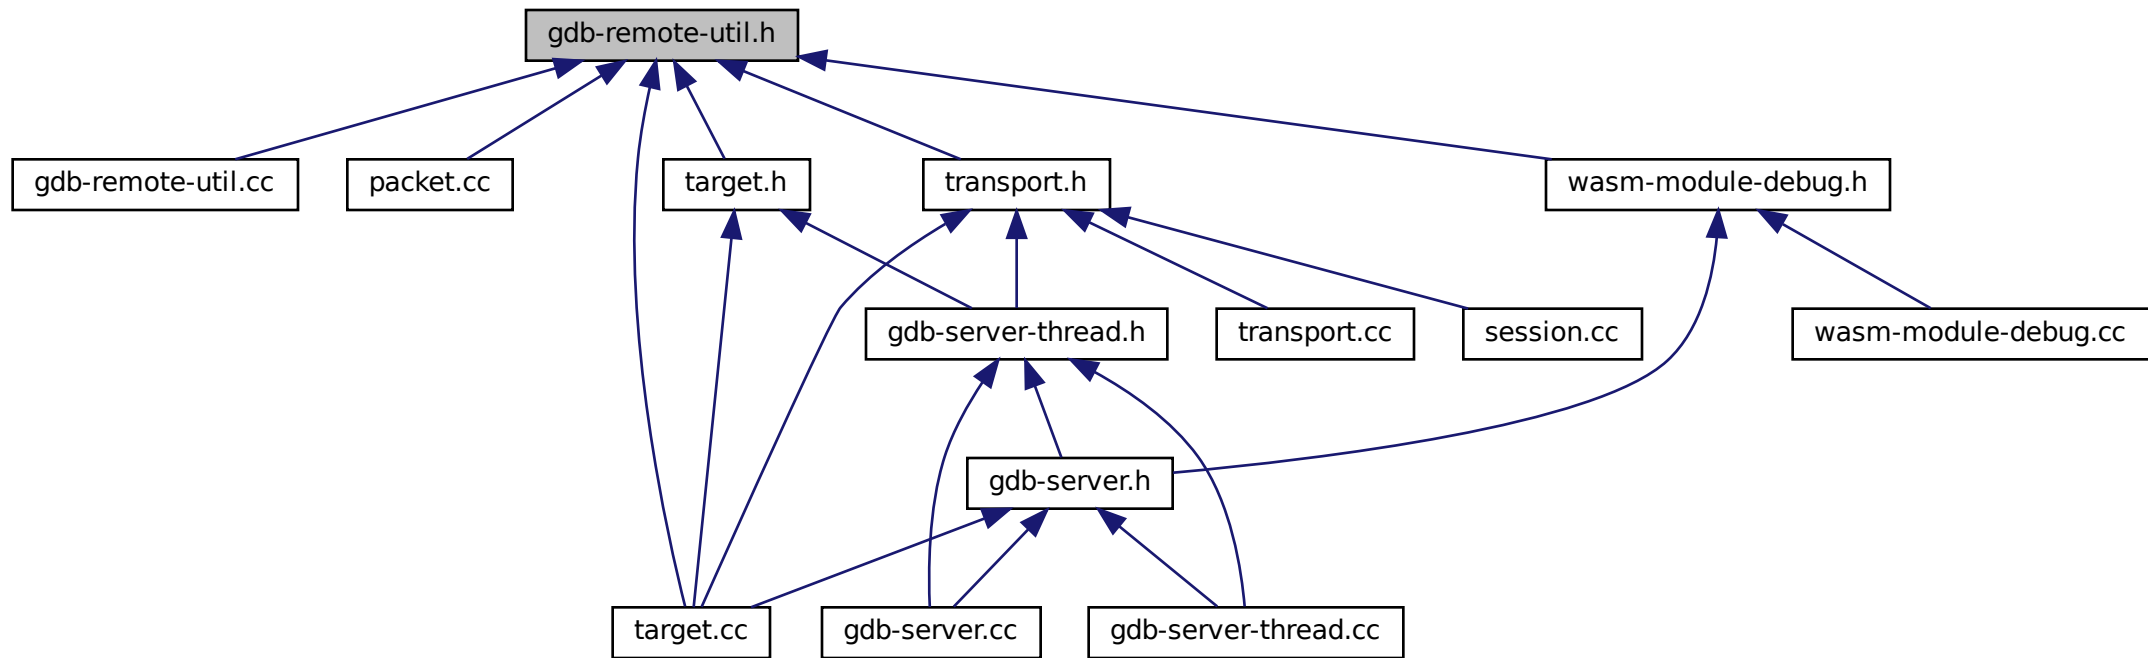 gdb-remote-util.h
gdb-remote-util.cc
packet.cc
target.h
transport.h
wasm-module-debug.h
gdb-server-thread.h
transport.cc
session.cc
wasm-module-debug.cc
gdb-server.h
target.cc
gdb-server.cc
gdb-server-thread.cc